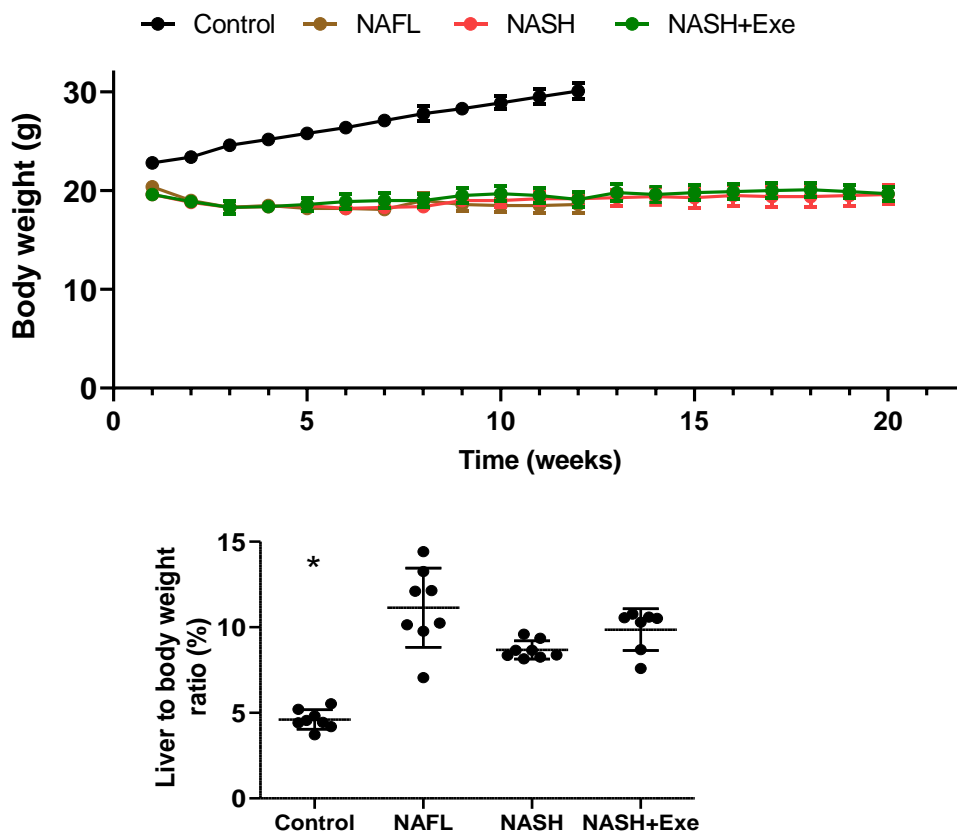 Control NAFL NASH NASH+Exe
Body weight (g)
30
20
10
0
0 5 10 15 20
Time (weeks)
Liver to body weight
ratio (%)
15
10
5
0
*
Control NAFL NASH NASH+Exe